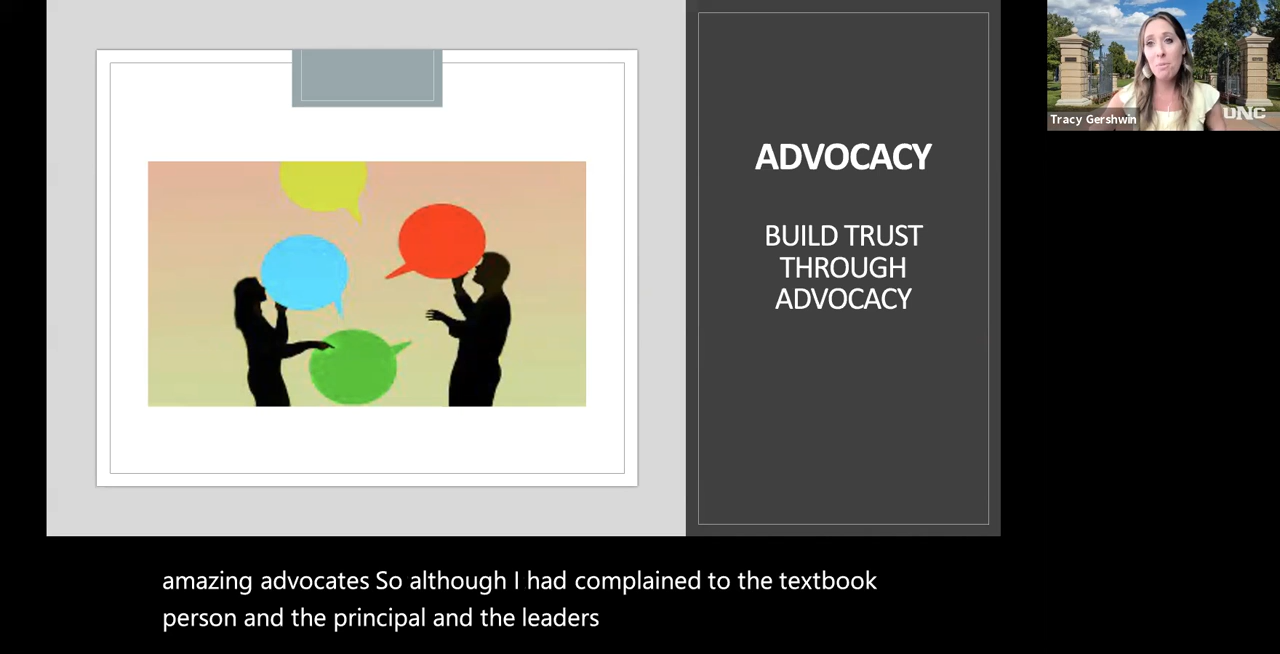 ADVOCACY
BUILD TRUST
THROUGH
ADVOCACY
Tracy Gershwin
UNC
amazing advocates So although I had complained to the textbook
person and the principal and the leaders